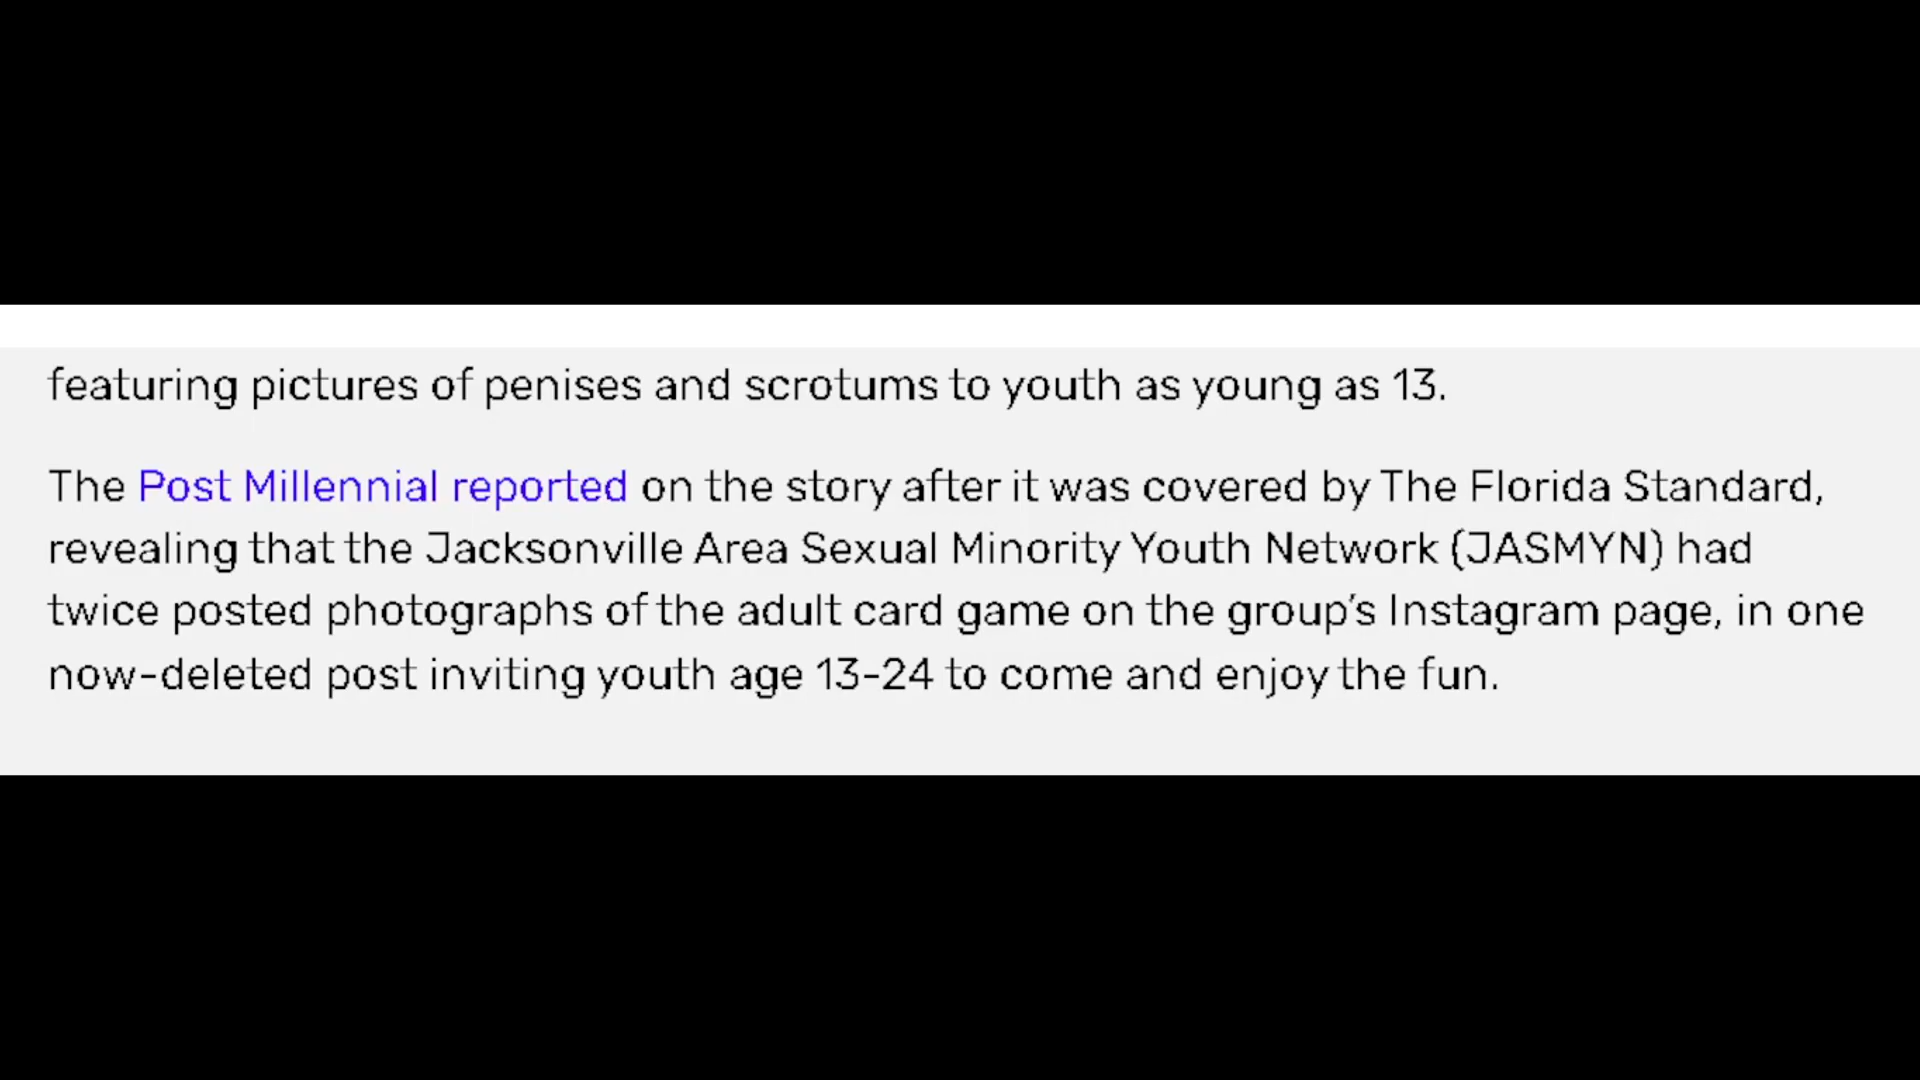 featuring pictures of penises and scrotums to youth as young as 13.
The Post Millennial reported on the story after it was covered by The Florida Standard,
revealing that the Jacksonville Area Sexual Minority Youth Network (JASMYN) had
twice posted photographs of the adult card game on the group's Instagram page, in one
now-deleted post inviting youth age 13-24 to come and enjoy the fun.